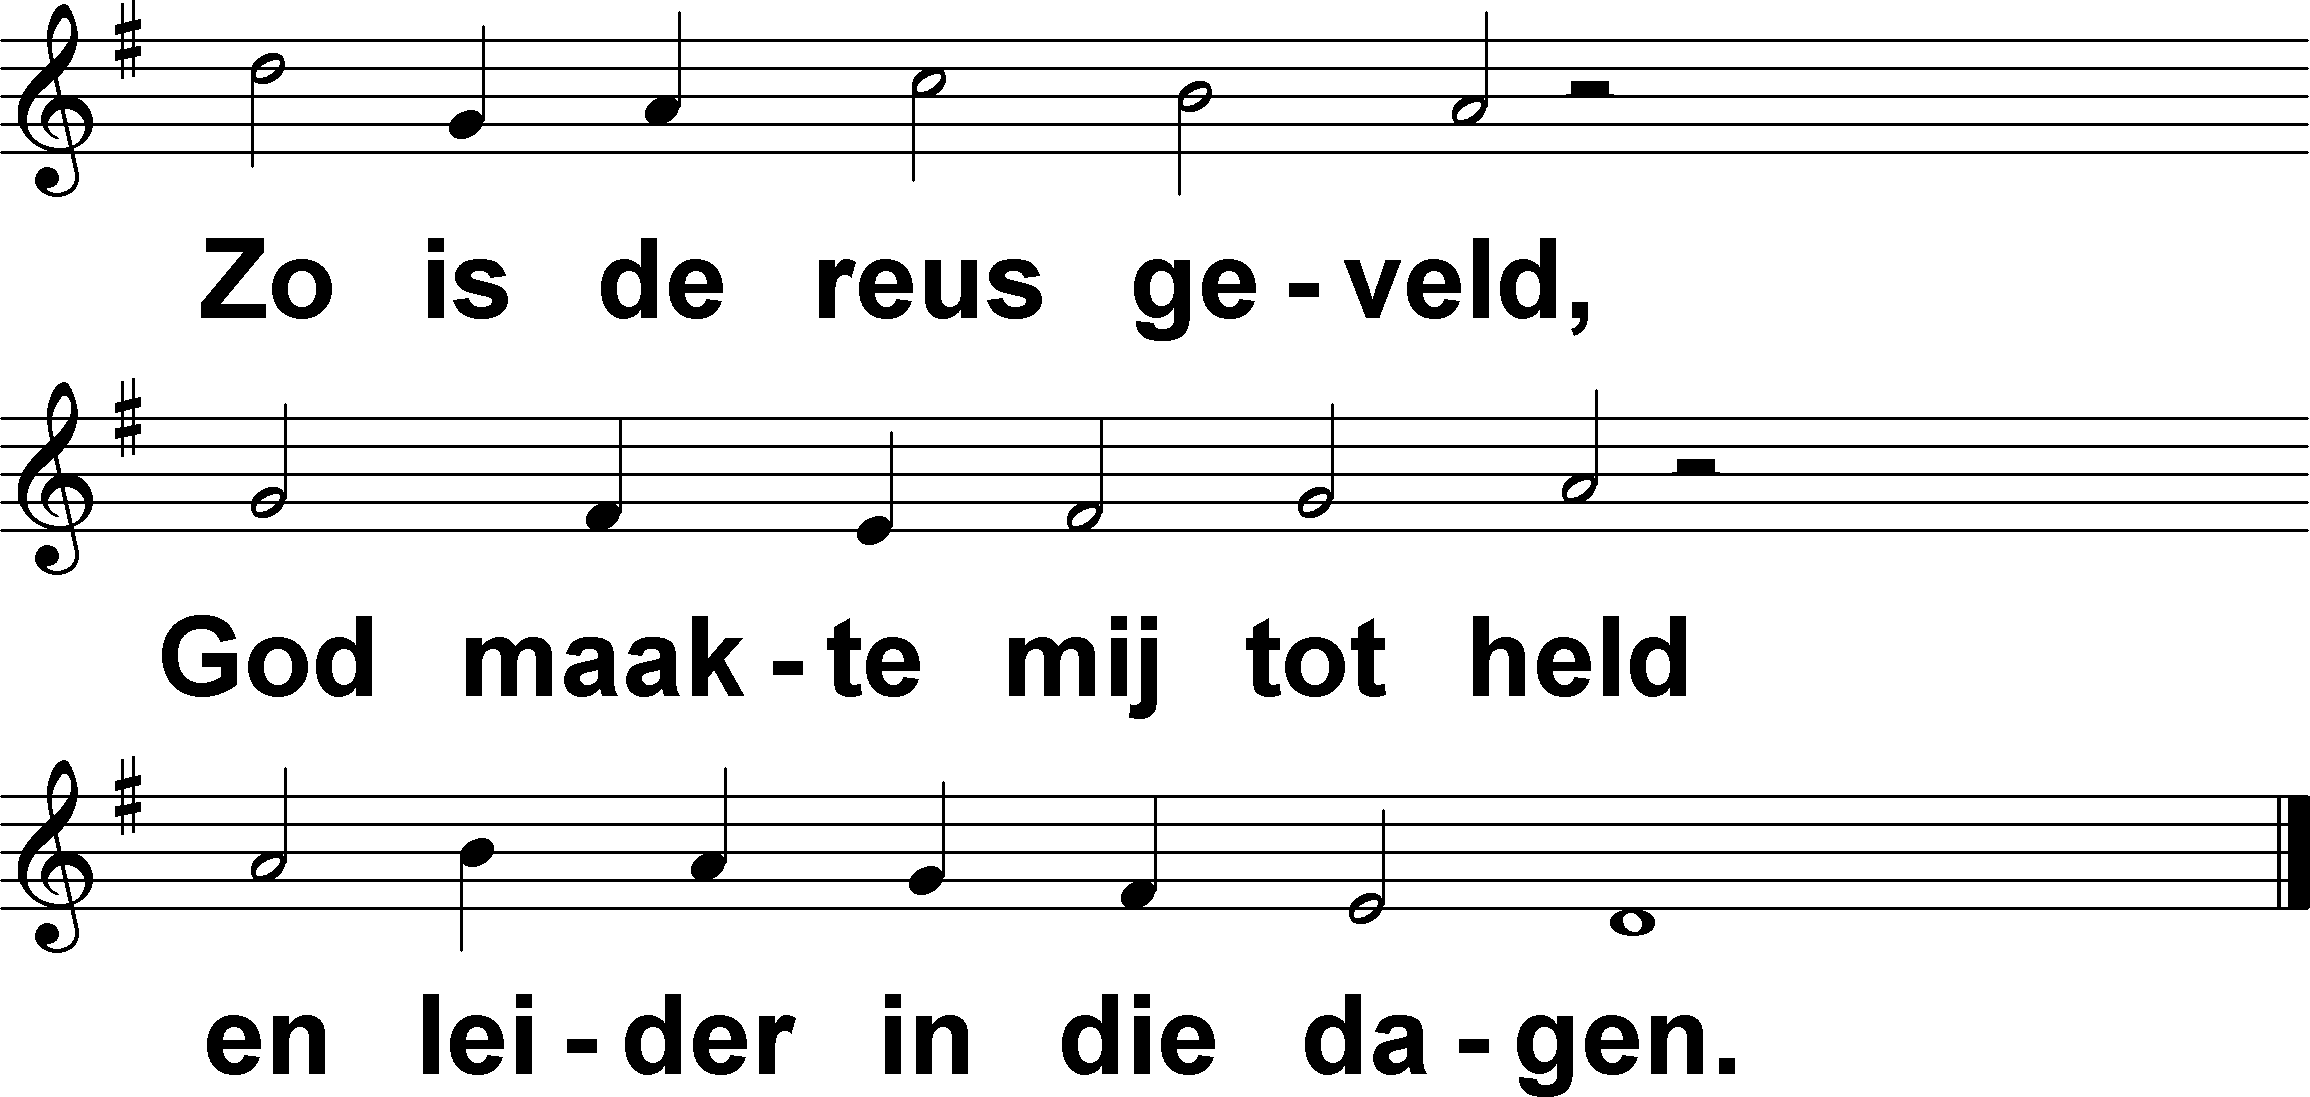 Zo is de reus ge-veld,
God maak-te mij tot held
en lei-der in die da-gen.